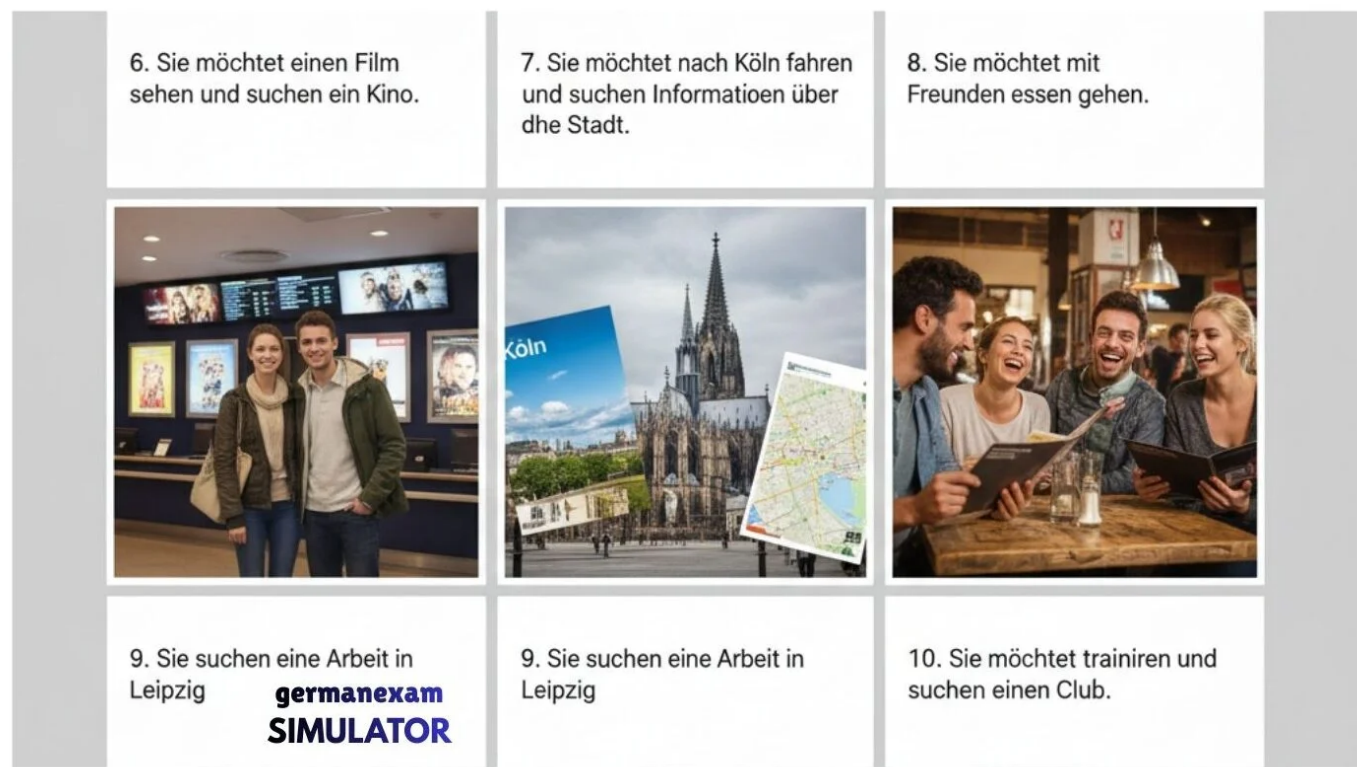 6. Sie möchtet einen Film
sehen und suchen ein Kino.
7. Sie möchtet nach Köln fahren
und suchen Informatioen über
dhe Stadt.
8. Sie möchtet mit
Freunden essen gehen.
Köln
9. Sie suchen eine Arbeit in
Leipzig
germanexam
SIMULATOR
9. Sie suchen eine Arbeit in
Leipzig
10. Sie möchtet trainiren und
suchen einen Club.